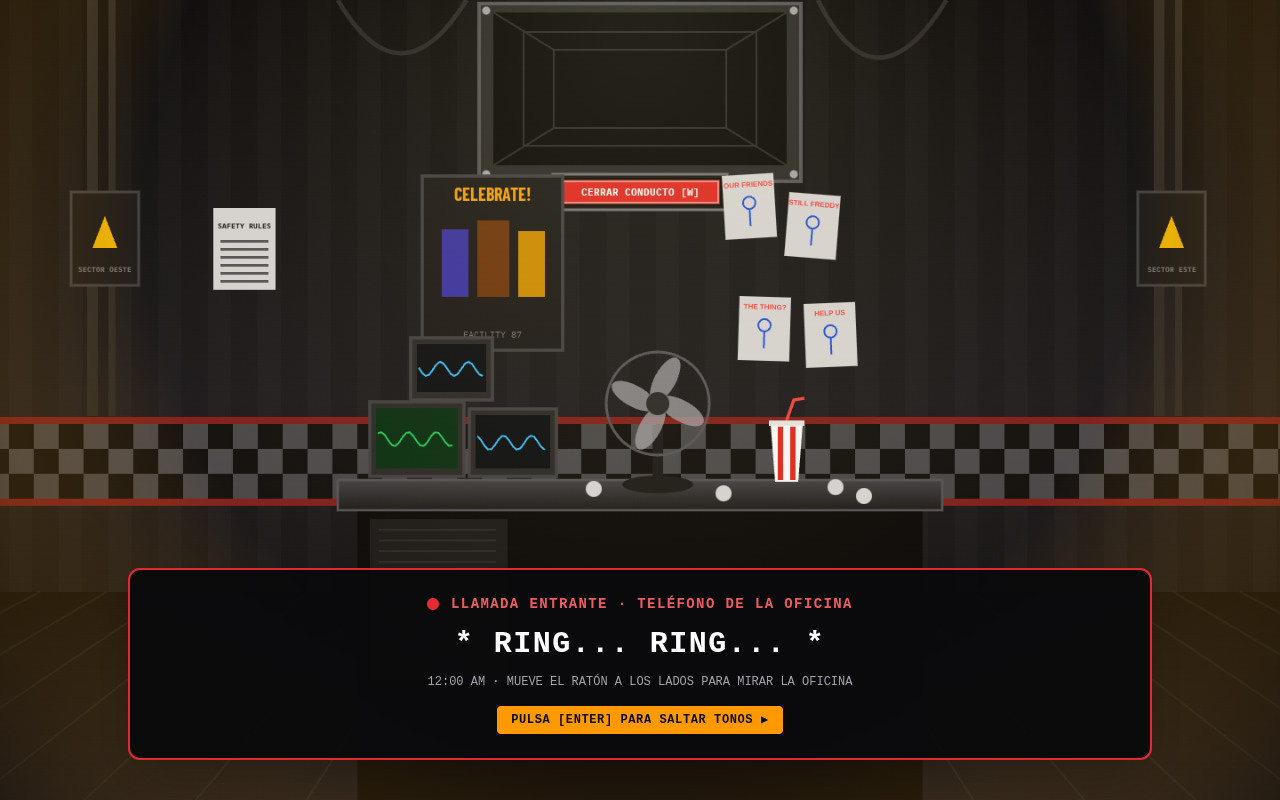 CELEBRATE!
CERRAR CONDUCTO [W]
OUR FRIENDS
STILL FREDDY
SAFETY RULES
SECTOR OESTE
SECTOR ESTE
THE THING?
HELP US
FACILITY 87
LLAMADA ENTRANTE · TELÉFONO DE LA OFICINA
* RING... RING... *
12:00 AM · MUEVE EL RATÓN A LOS LADOS PARA MIRAR LA OFICINA
PULSA [ENTER] PARA SALTAR TONOS ▶